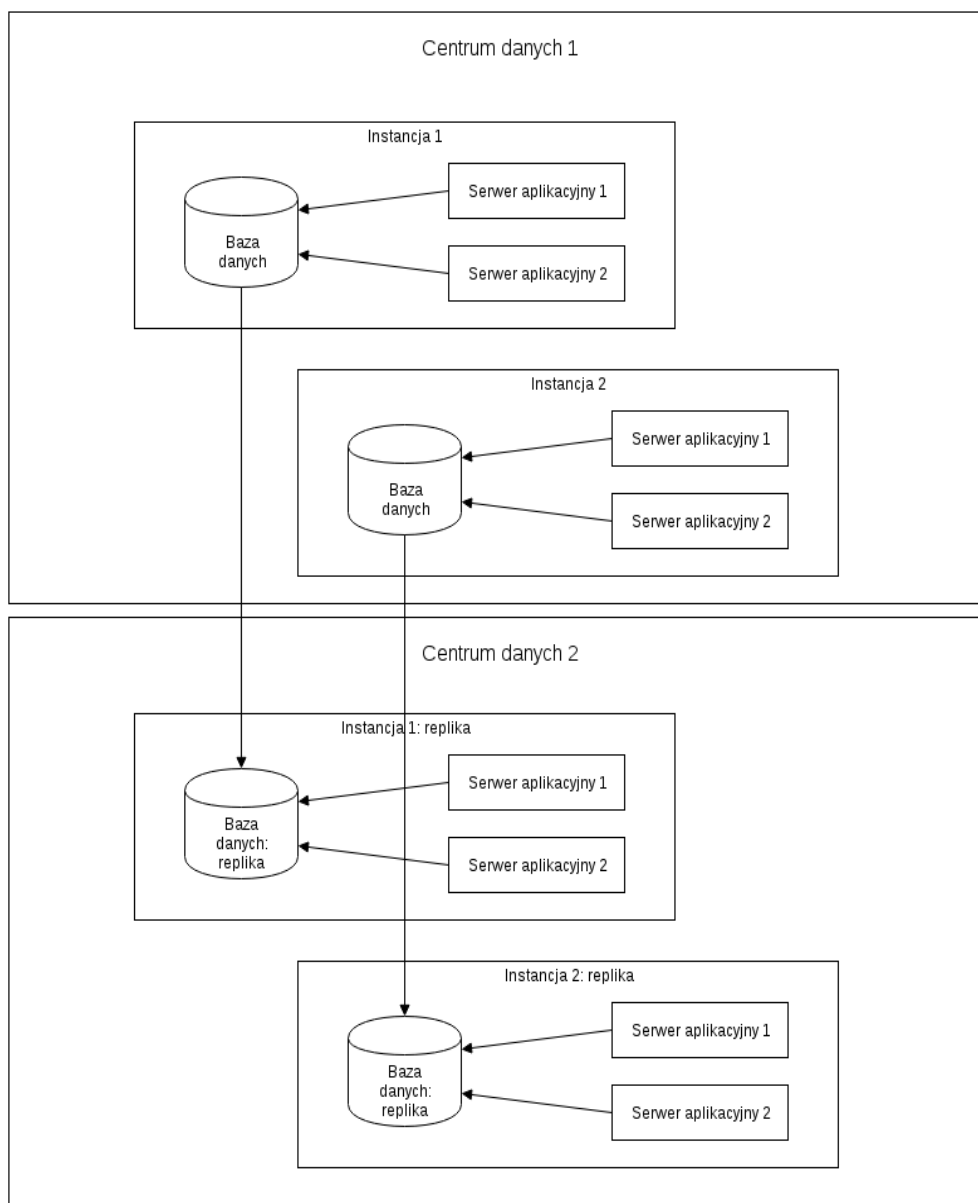 Centrum danych 1
Instancja 1
Serwer aplikacyjny 1
Baza
danych
Serwer aplikacyjny 2
Instancja 2
Serwer aplikacyjny 1
Baza
danych
Serwer aplikacyjny 2
Centrum danych 2
Instancja 1: replika
Serwer aplikacyjny 1
Baza
danych:
replika
Serwer aplikacyjny 2
Instancja 2: replika
Serwer aplikacyjny 1
Baza
danych:
replika
Serwer aplikacyjny 2